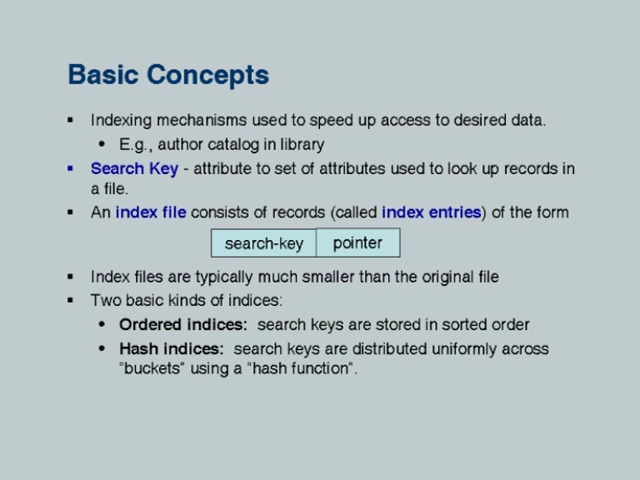 Basic Concepts
▪ Indexing mechanisms used to speed up access to desired data.
• E.g., author catalog in library
▪ Search Key - attribute to set of attributes used to look up records in
a file.
▪ An index file consists of records (called index entries) of the form
search-key pointer
▪ Index files are typically much smaller than the original file
▪ Two basic kinds of indices:
• Ordered indices: search keys are stored in sorted order
• Hash indices: search keys are distributed uniformly across
"buckets" using a "hash function".